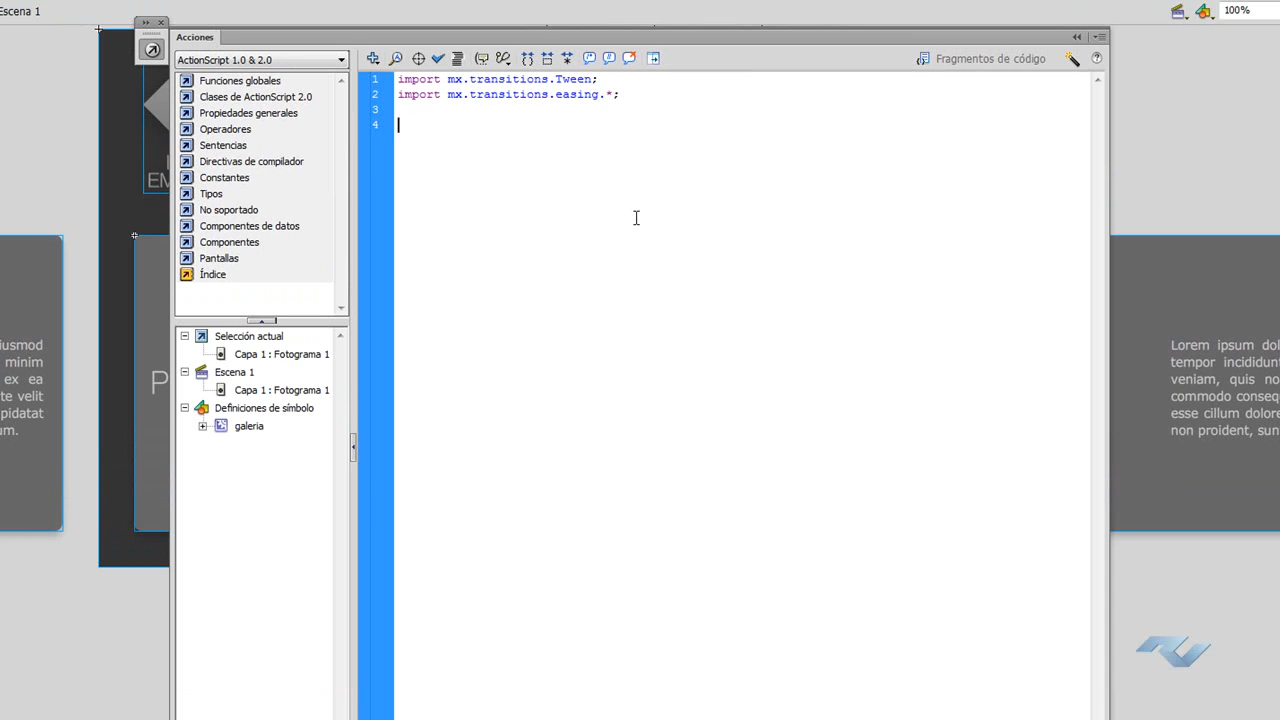 Escena 1
100%
Acciones
ActionScript 1.0 & 2.0
Fragmentos de código
Funciones globales
Clases de ActionScript 2.0
Propiedades generales
Operadores
Sentencias
Directivas de compilador
Constantes
Tipos
No soportado
Componentes de datos
Componentes
Pantallas
Índice
1 import mx.transitions.Tween;
2 import mx.transitions.easing.*;
3
4
Selección actual
Capa 1 : Fotograma 1
Escena 1
Capa 1 : Fotograma 1
Definiciones de símbolo
galeria
EM
P
iusmod
minim
ex ea
te velit
pidatat
um.
Lorem ipsum dol
tempor incididunt
veniam, quis no
commodo conseq
esse cillum dolore
non proident, sun